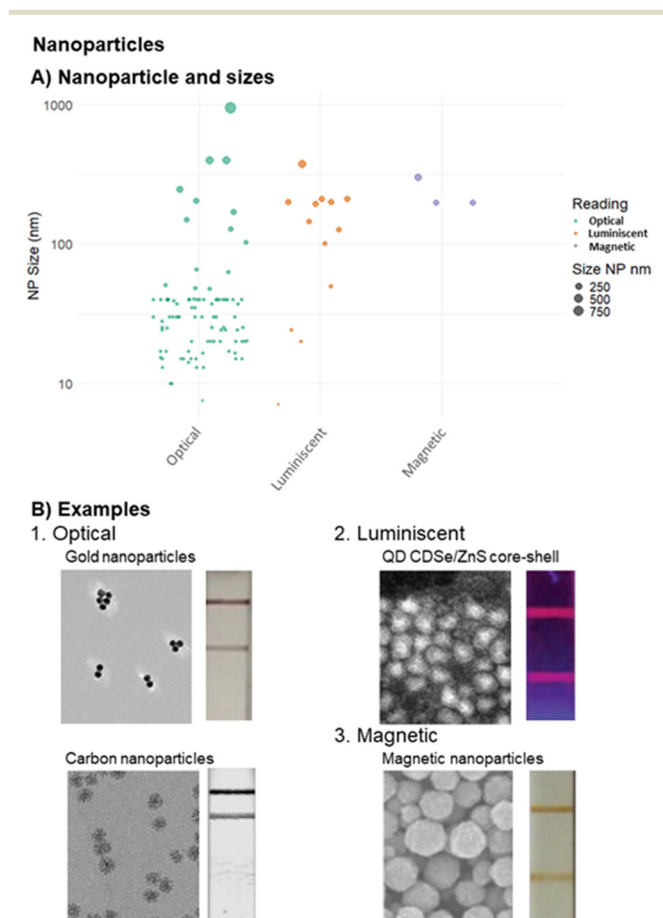 Nanoparticles
A) Nanoparticle and sizes
1000
100
10
NP Size (nm)
Optical
Luminiscent
Magnetic
Reading
Optical
Luminiscent
Magnetic
Size NP nm
250
500
750
B) Examples
1. Optical
Gold nanoparticles
2. Luminiscent
QD CDSe/ZnS core-shell
Carbon nanoparticles
3. Magnetic
Magnetic nanoparticles